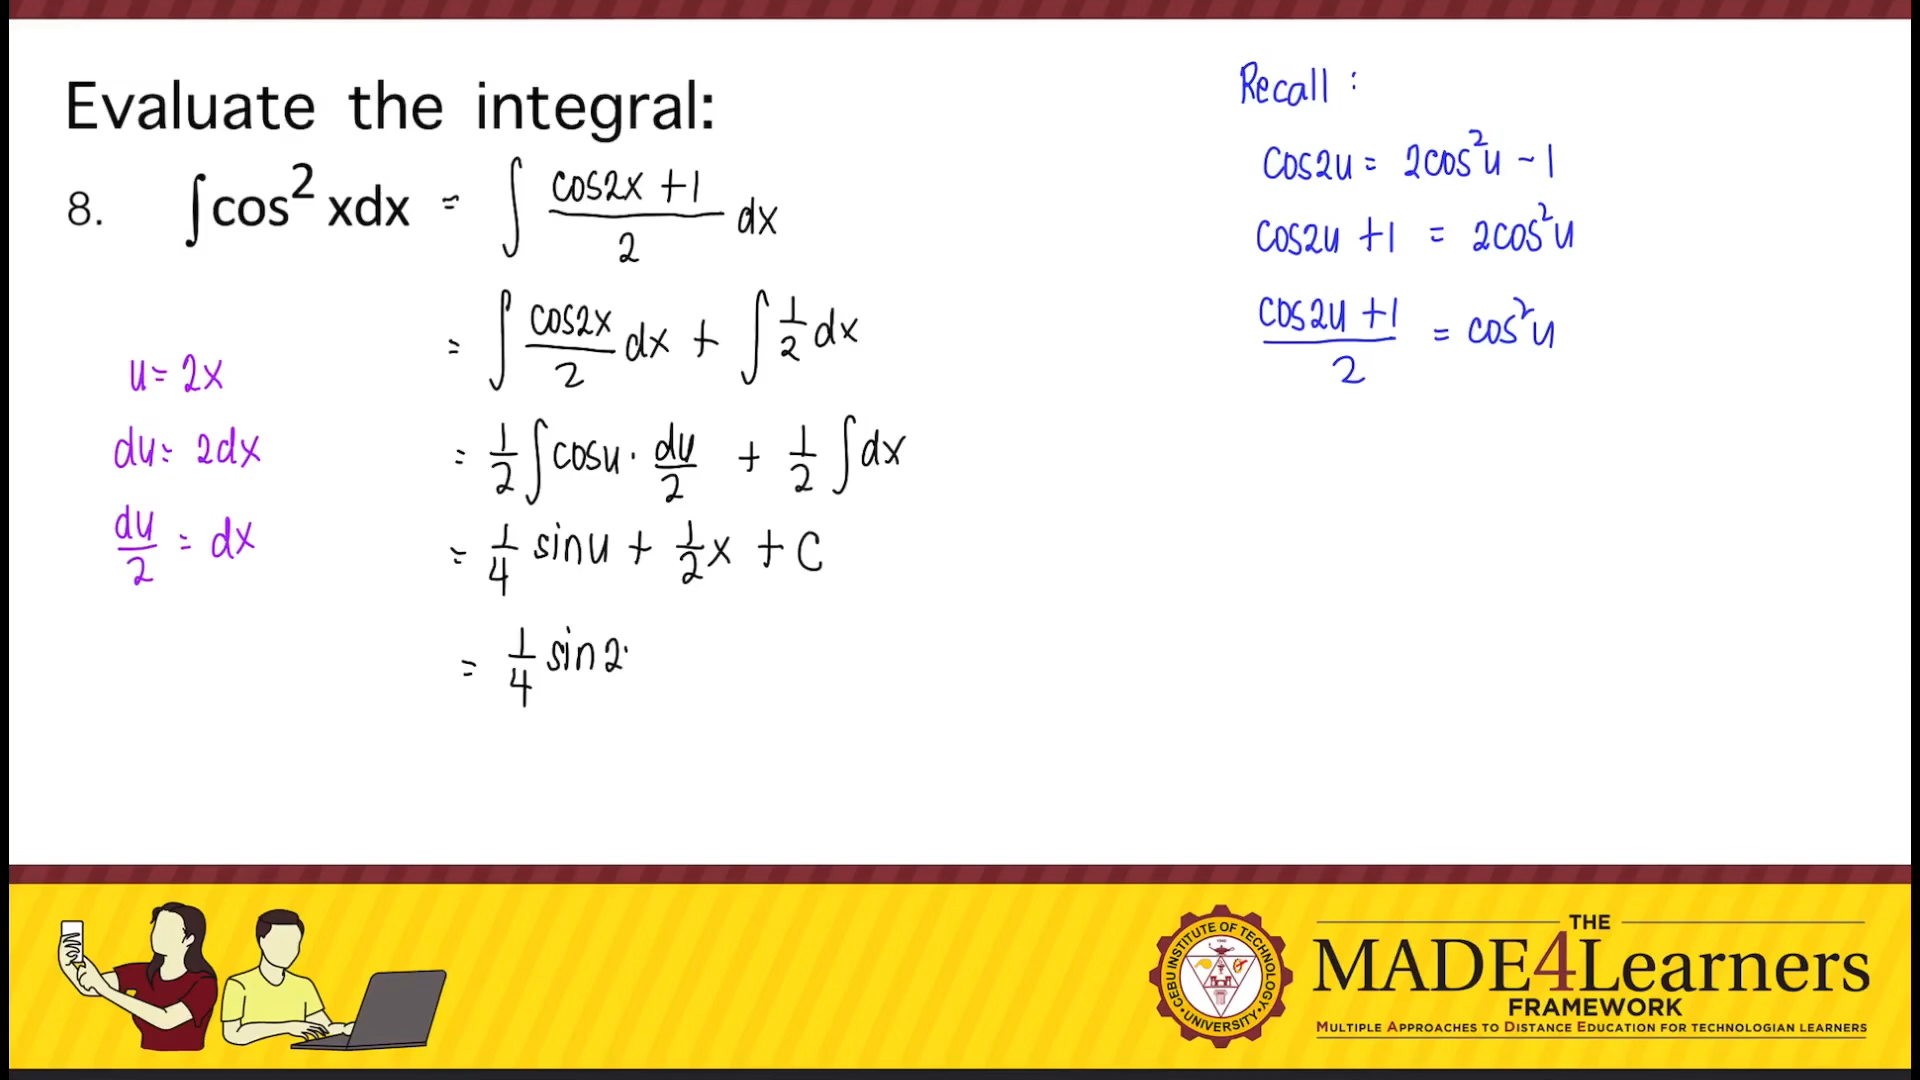 Evaluate the integral:
8. ∫cos² xdx = ∫ (cos2x + 1)/2 dx
= ∫ cos2x/2 dx + ∫ 1/2 dx
= 1/2 ∫ cosu · du/2 + 1/2 ∫ dx
= 1/4 sinu + 1/2 x + C
= 1/4 sin2
u = 2x
du = 2dx
du/2 = dx
Recall :
cos2u = 2cos²u - 1
cos2u + 1 = 2cos²u
(cos2u + 1)/2 = cos²u
CEBU INSTITUTE OF TECHNOLOGY
UNIVERSITY
THE
MADE4Learners
FRAMEWORK
MULTIPLE APPROACHES TO DISTANCE EDUCATION FOR TECHNOLOGIAN LEARNERS